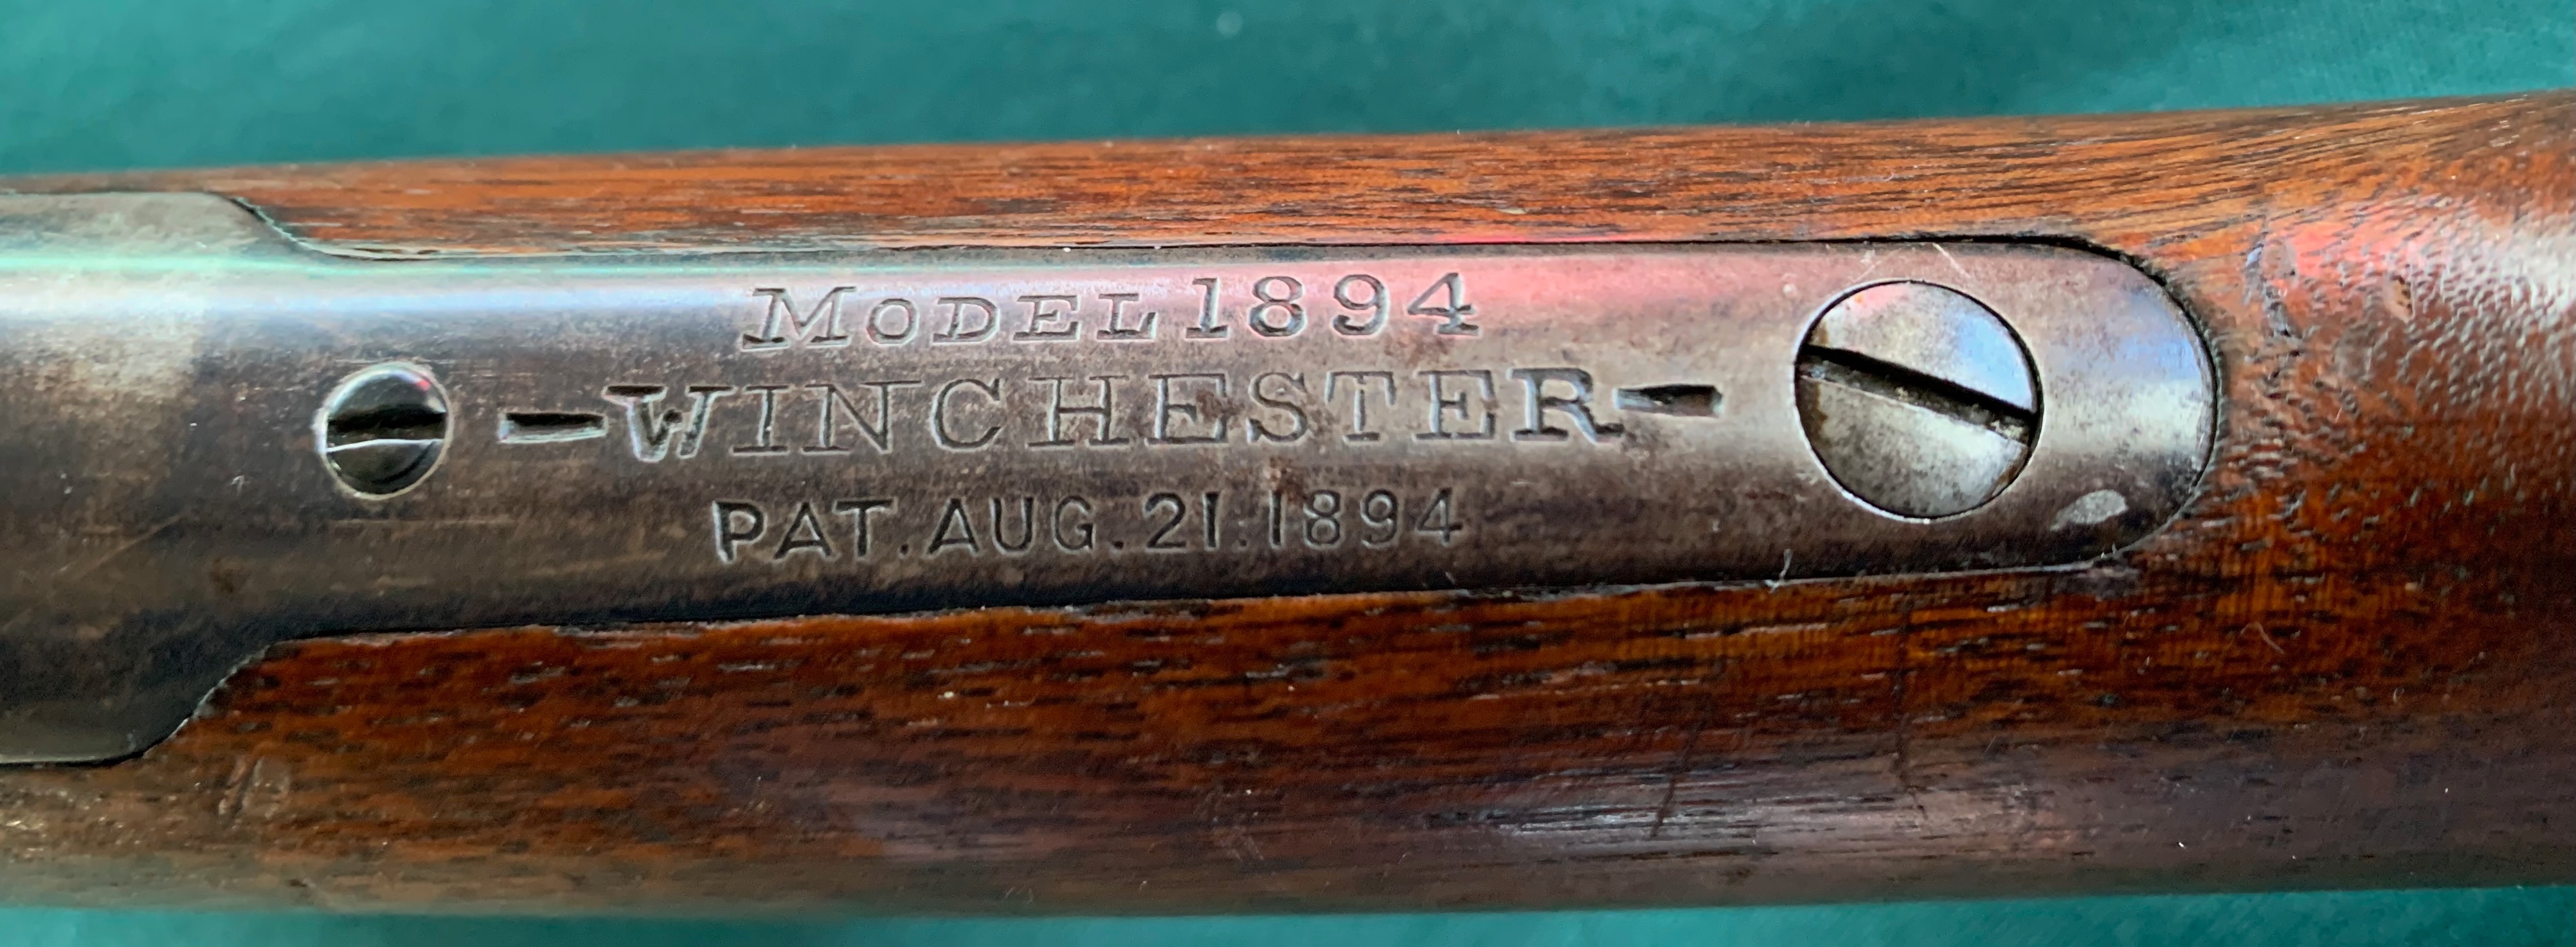 MODEL 1894
-WINCHESTER-
PAT. AUG. 21. 1894